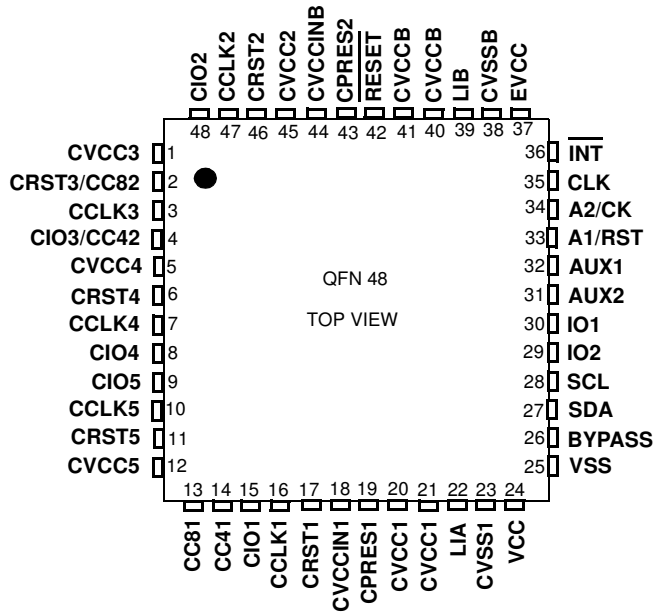 CIO2 CCLK2 CRST2 CVCC2 CVCCINB CPRES2 RESET CVCCB CVCCB LIB CVSSB EVCC
48 47 46 45 44 43 42 41 40 39 38 37
CVCC3 1 36 INT
CRST3/CC82 2 35 CLK
CCLK3 3 34 A2/CK
CIO3/CC42 4 33 A1/RST
CVCC4 5 32 AUX1
CRST4 6 31 AUX2
CCLK4 7 30 IO1
CIO4 8 29 IO2
CIO5 9 28 SCL
CCLK5 10 27 SDA
CRST5 11 26 BYPASS
CVCC5 12 25 VSS
QFN 48
TOP VIEW
13 14 15 16 17 18 19 20 21 22 23 24
CC81 CC41 CIO1 CCLK1 CRST1 CVCCIN1 CPRES1 CVCC1 CVCC1 LIA CVSS1 VCC